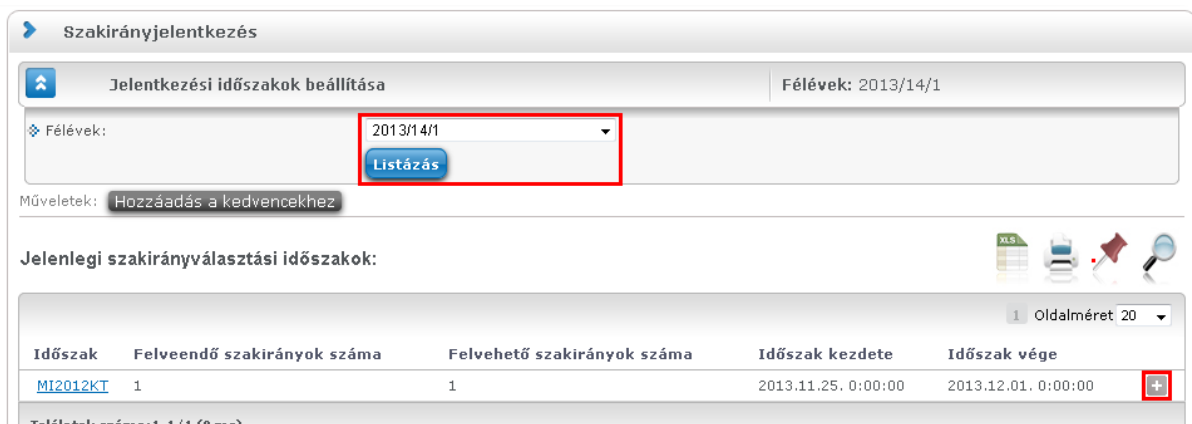 Szakirányjelentkezés
Jelentkezési időszakok beállítása Félévek: 2013/14/1
Félévek: 2013/14/1
Listázás
Műveletek: Hozzáadás a kedvencekhez
XLS
Jelenlegi szakirányválasztási időszakok:
1 Oldalméret 20
Időszak Felveendő szakirányok száma Felvehető szakirányok száma Időszak kezdete Időszak vége
MI2012KT 1 1 2013.11.25. 0:00:00 2013.12.01. 0:00:00 +